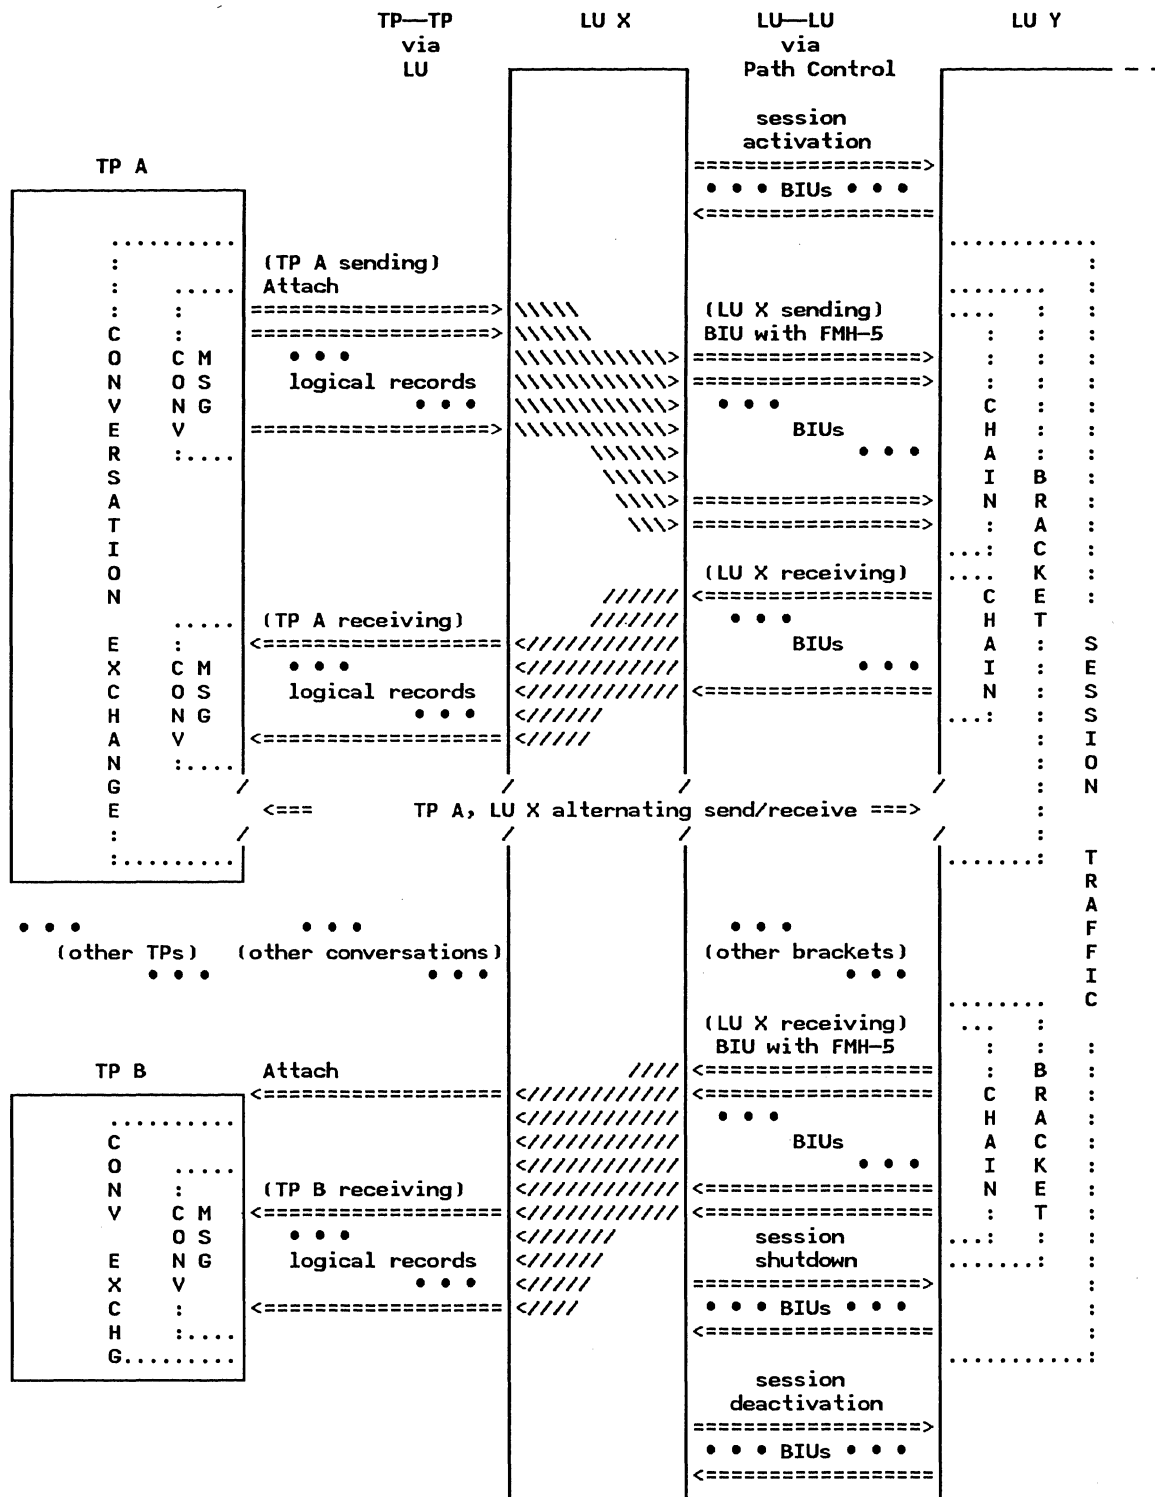 TP—TP LU X LU—LU LU Y
via via
LU Path Control
session
activation
TP A
• • • BIUs • • •
(TP A sending)
Attach
(LU X sending)
BIU with FMH-5
• • •
logical records
• • •
• • •
BIUs
• • •
CONVERSATION EXCHANGE
CONV
MSG
CHAIN
BRACKET
SESSION TRAFFIC
(LU X receiving)
(TP A receiving)
• • •
BIUs
• • •
• • •
logical records
• • •
CONV
MSG
CHAIN
<=== TP A, LU X alternating send/receive ===>
• • • • • • • • •
(other TPs) (other conversations) (other brackets)
• • • • • • • • •
(LU X receiving)
BIU with FMH-5
TP B Attach
• • •
BIUs
• • •
CONV EXCHG
CONV
MSG
CHAIN
BRACKET
(TP B receiving)
• • •
logical records
• • •
session
shutdown
• • • BIUs • • •
session
deactivation
• • • BIUs • • •